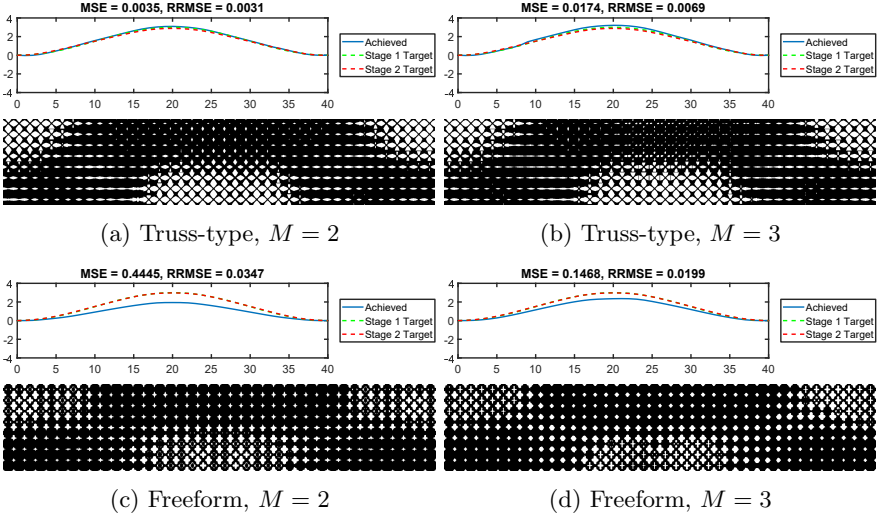 MSE = 0.0035, RRMSE = 0.0031
4
2
0
-2
-4
0 5 10 15 20 25 30 35 40
Achieved
Stage 1 Target
Stage 2 Target
(a) Truss-type, M = 2
MSE = 0.0174, RRMSE = 0.0069
4
2
0
-2
-4
0 5 10 15 20 25 30 35 40
Achieved
Stage 1 Target
Stage 2 Target
(b) Truss-type, M = 3
MSE = 0.4445, RRMSE = 0.0347
4
2
0
-2
-4
0 5 10 15 20 25 30 35 40
Achieved
Stage 1 Target
Stage 2 Target
(c) Freeform, M = 2
MSE = 0.1468, RRMSE = 0.0199
4
2
0
-2
-4
0 5 10 15 20 25 30 35 40
Achieved
Stage 1 Target
Stage 2 Target
(d) Freeform, M = 3